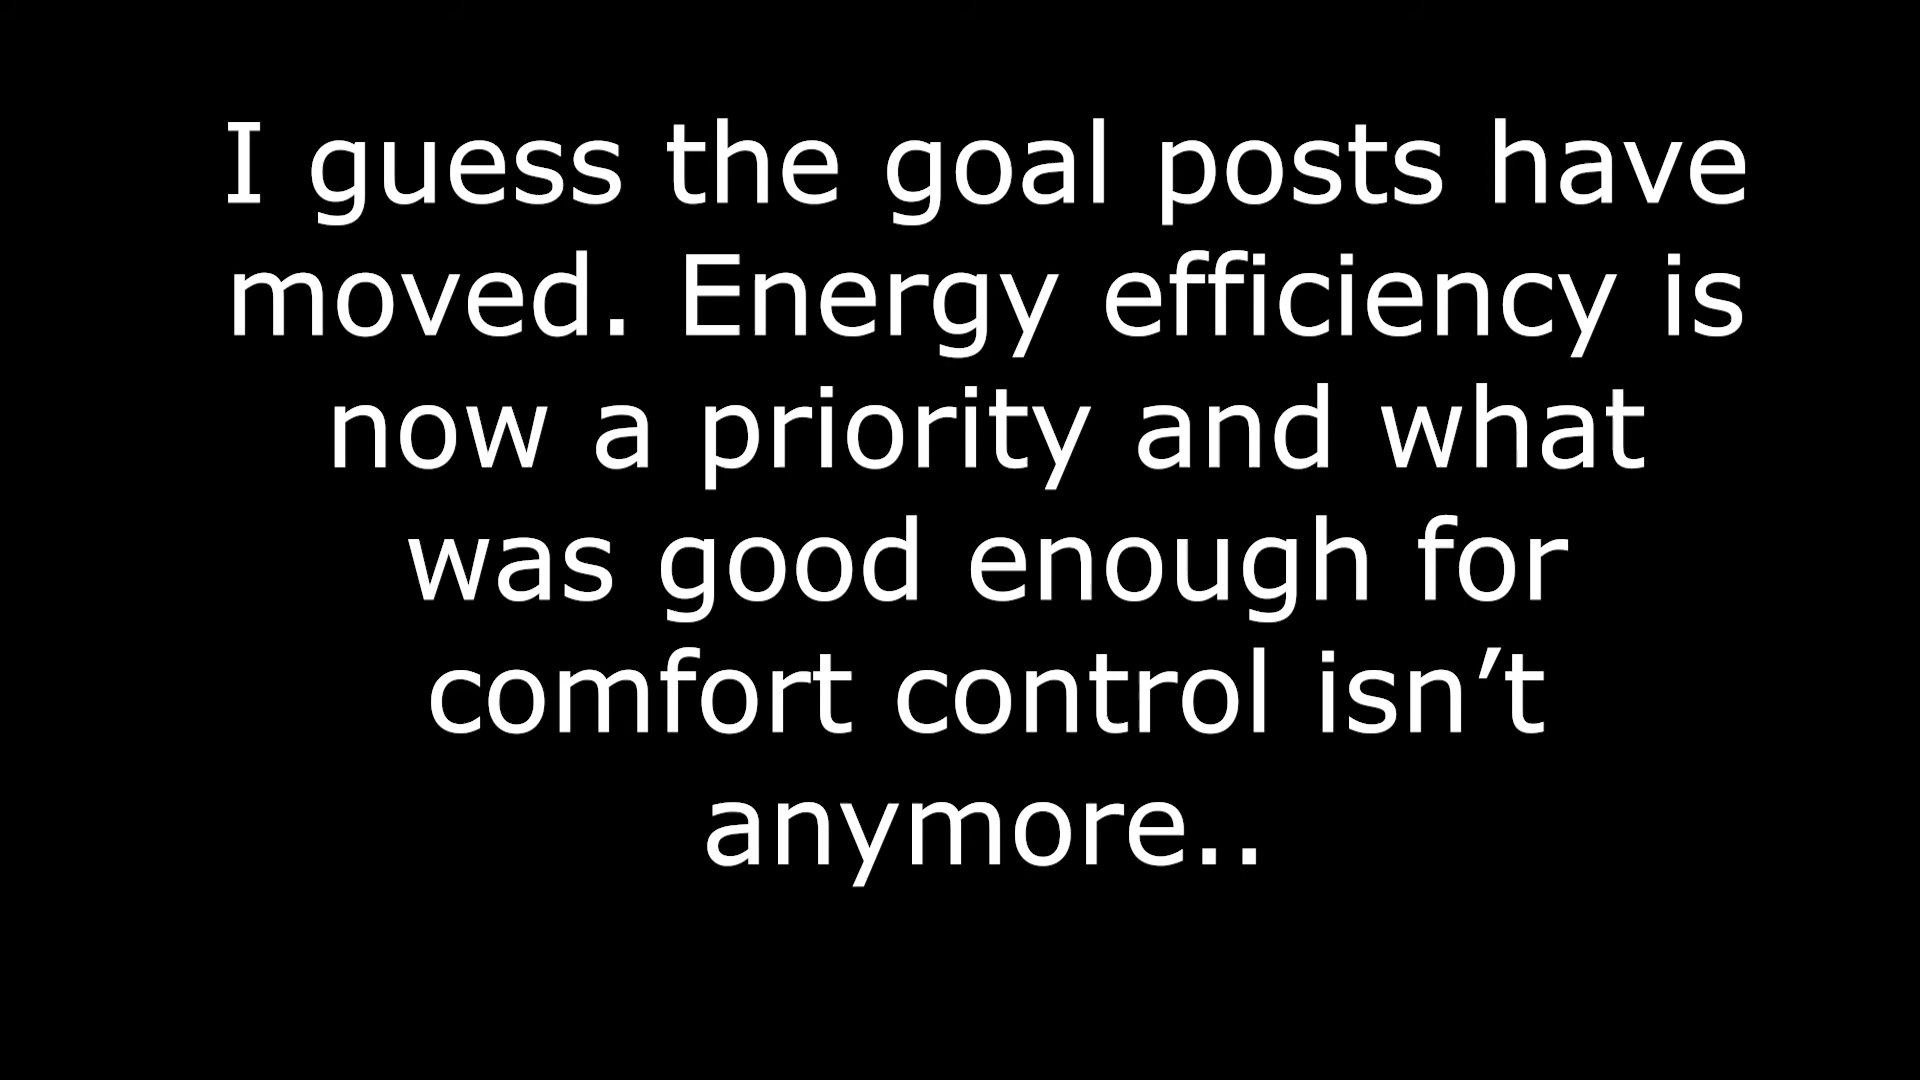 I guess the goal posts have
moved. Energy efficiency is
now a priority and what
was good enough for
comfort control isn’t
anymore..